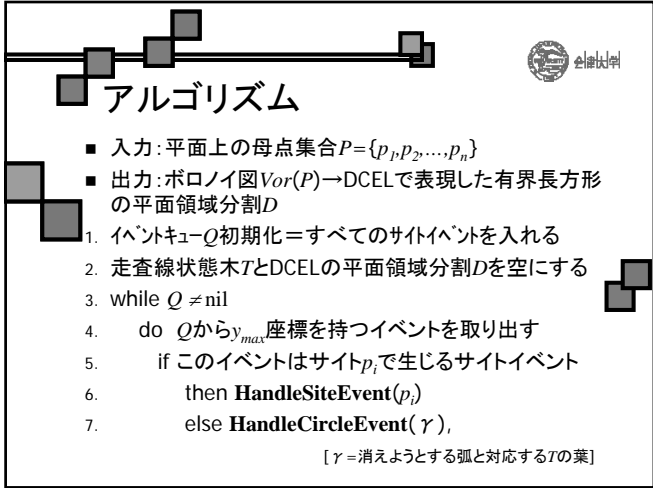 会津大学
アルゴリズム
■ 入力:平面上の母点集合P={p1,p2,...,pn}
■ 出力:ボロノイ図Vor(P)→DCELで表現した有界長方形
の平面領域分割D
1. イベントキューQ初期化=すべてのサイトイベントを入れる
2. 走査線状態木TとDCELの平面領域分割Dを空にする
3. while Q ≠nil
4. do Qからymax座標を持つイベントを取り出す
5. if このイベントはサイトpiで生じるサイトイベント
6. then HandleSiteEvent(pi)
7. else HandleCircleEvent(γ),
[γ=消えようとする弧と対応するTの葉]